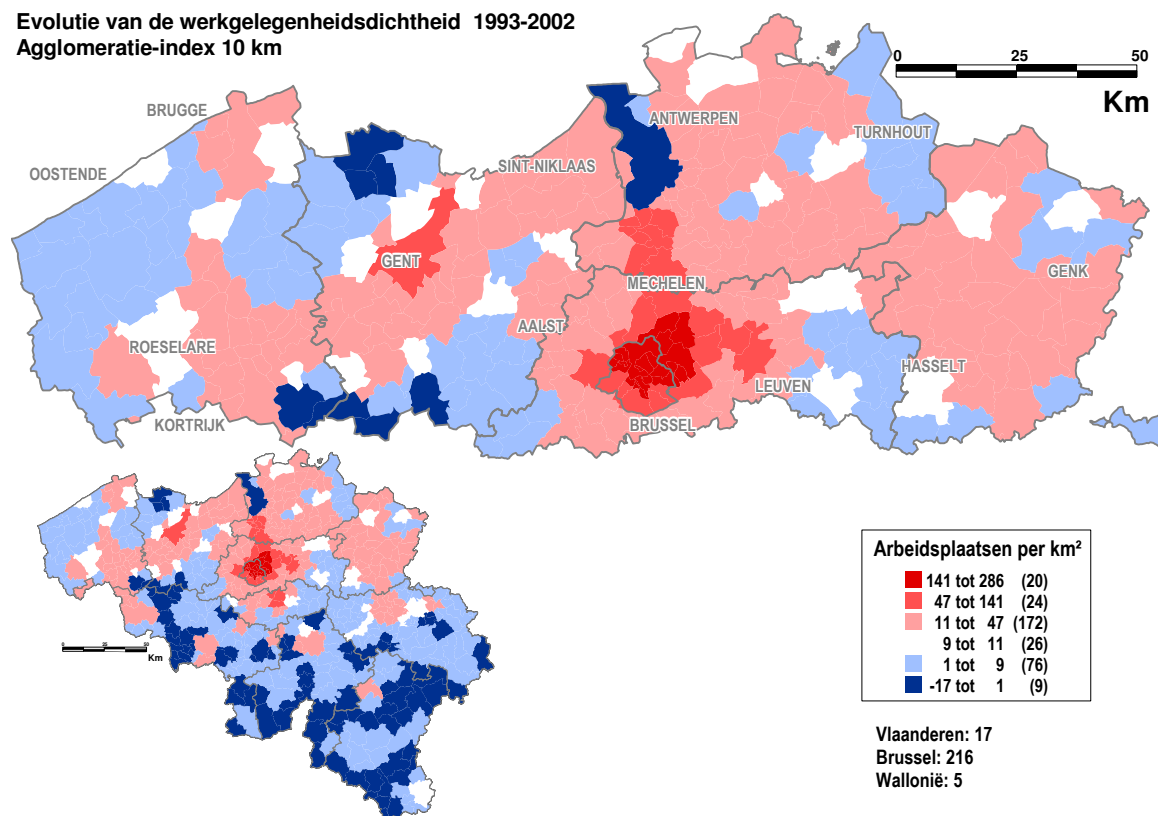 Evolutie van de werkgelegenheidsdichtheid 1993-2002
Agglomeratie-index 10 km
0 25 50
Km
BRUGGE
ANTWERPEN
TURNHOUT
OOSTENDE
SINT-NIKLAAS
GENT
GENK
MECHELEN
AALST
ROESELARE
HASSELT
LEUVEN
KORTRIJK
BRUSSEL
0 25 50
Km
Arbeidsplaatsen per km²
141 tot 286 (20)
47 tot 141 (24)
11 tot 47 (172)
9 tot 11 (26)
1 tot 9 (76)
-17 tot 1 (9)
Vlaanderen: 17
Brussel: 216
Wallonië: 5